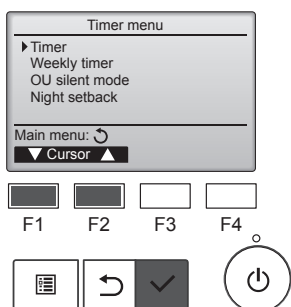 Timer menu
Timer
Weekly timer
OU silent mode
Night setback
Main menu:
Cursor
F1 F2 F3 F4